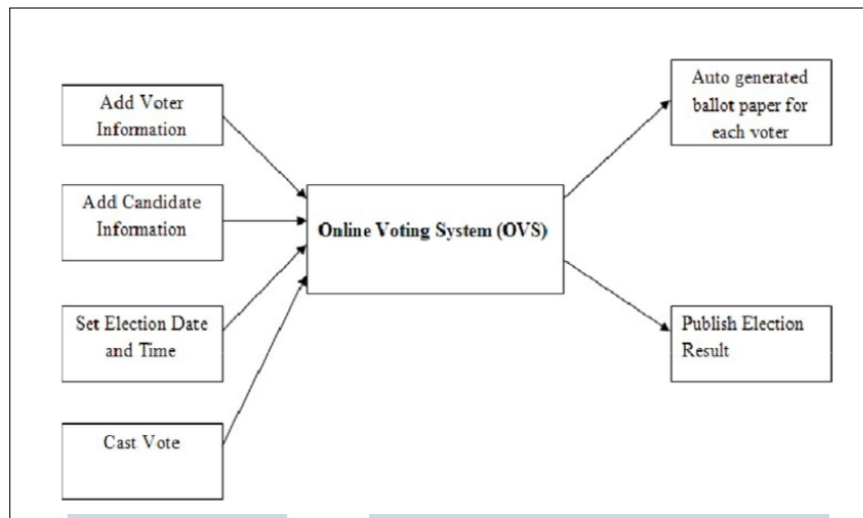 Add Voter
Information
Add Candidate
Information
Set Election Date
and Time
Cast Vote
Online Voting System (OVS)
Auto generated
ballot paper for
each voter
Publish Election
Result